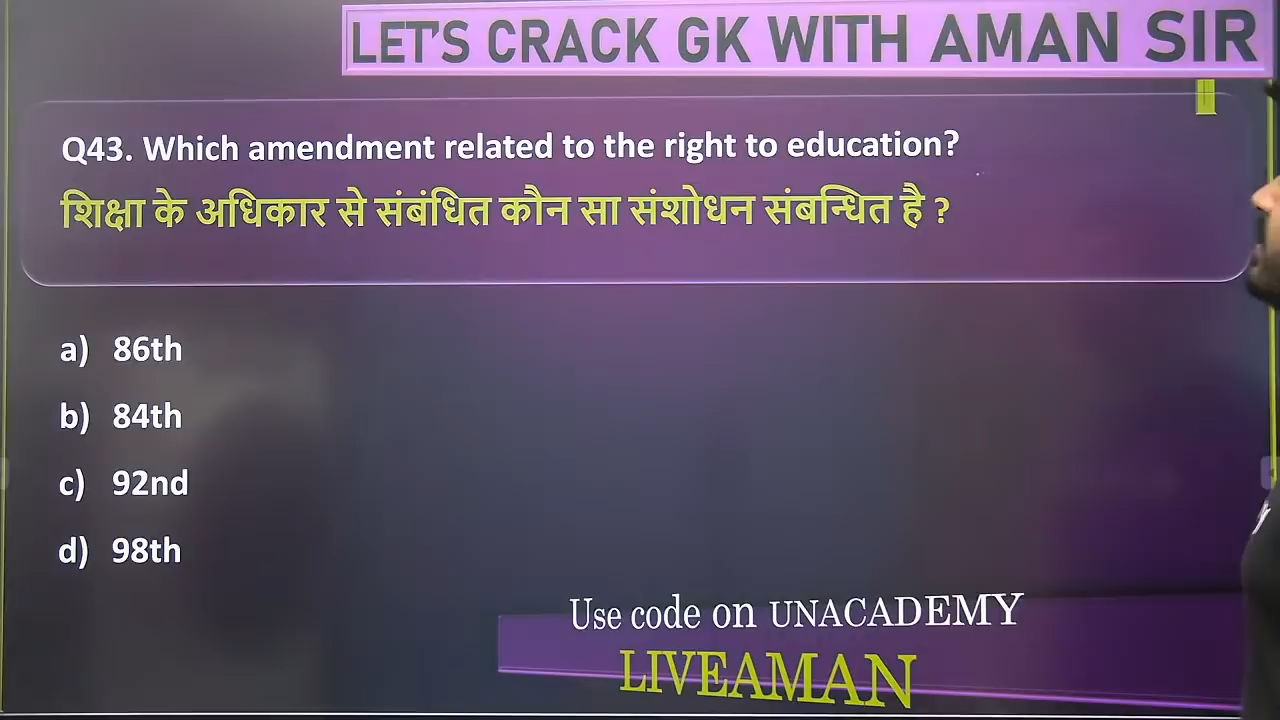 LET'S CRACK GK WITH AMAN SIR
Q43. Which amendment related to the right to education?
शिक्षा के अधिकार से संबंधित कौन सा संशोधन संबन्धित है ?
a) 86th
b) 84th
c) 92nd
d) 98th
Use code on UNACADEMY
LIVEAMAN